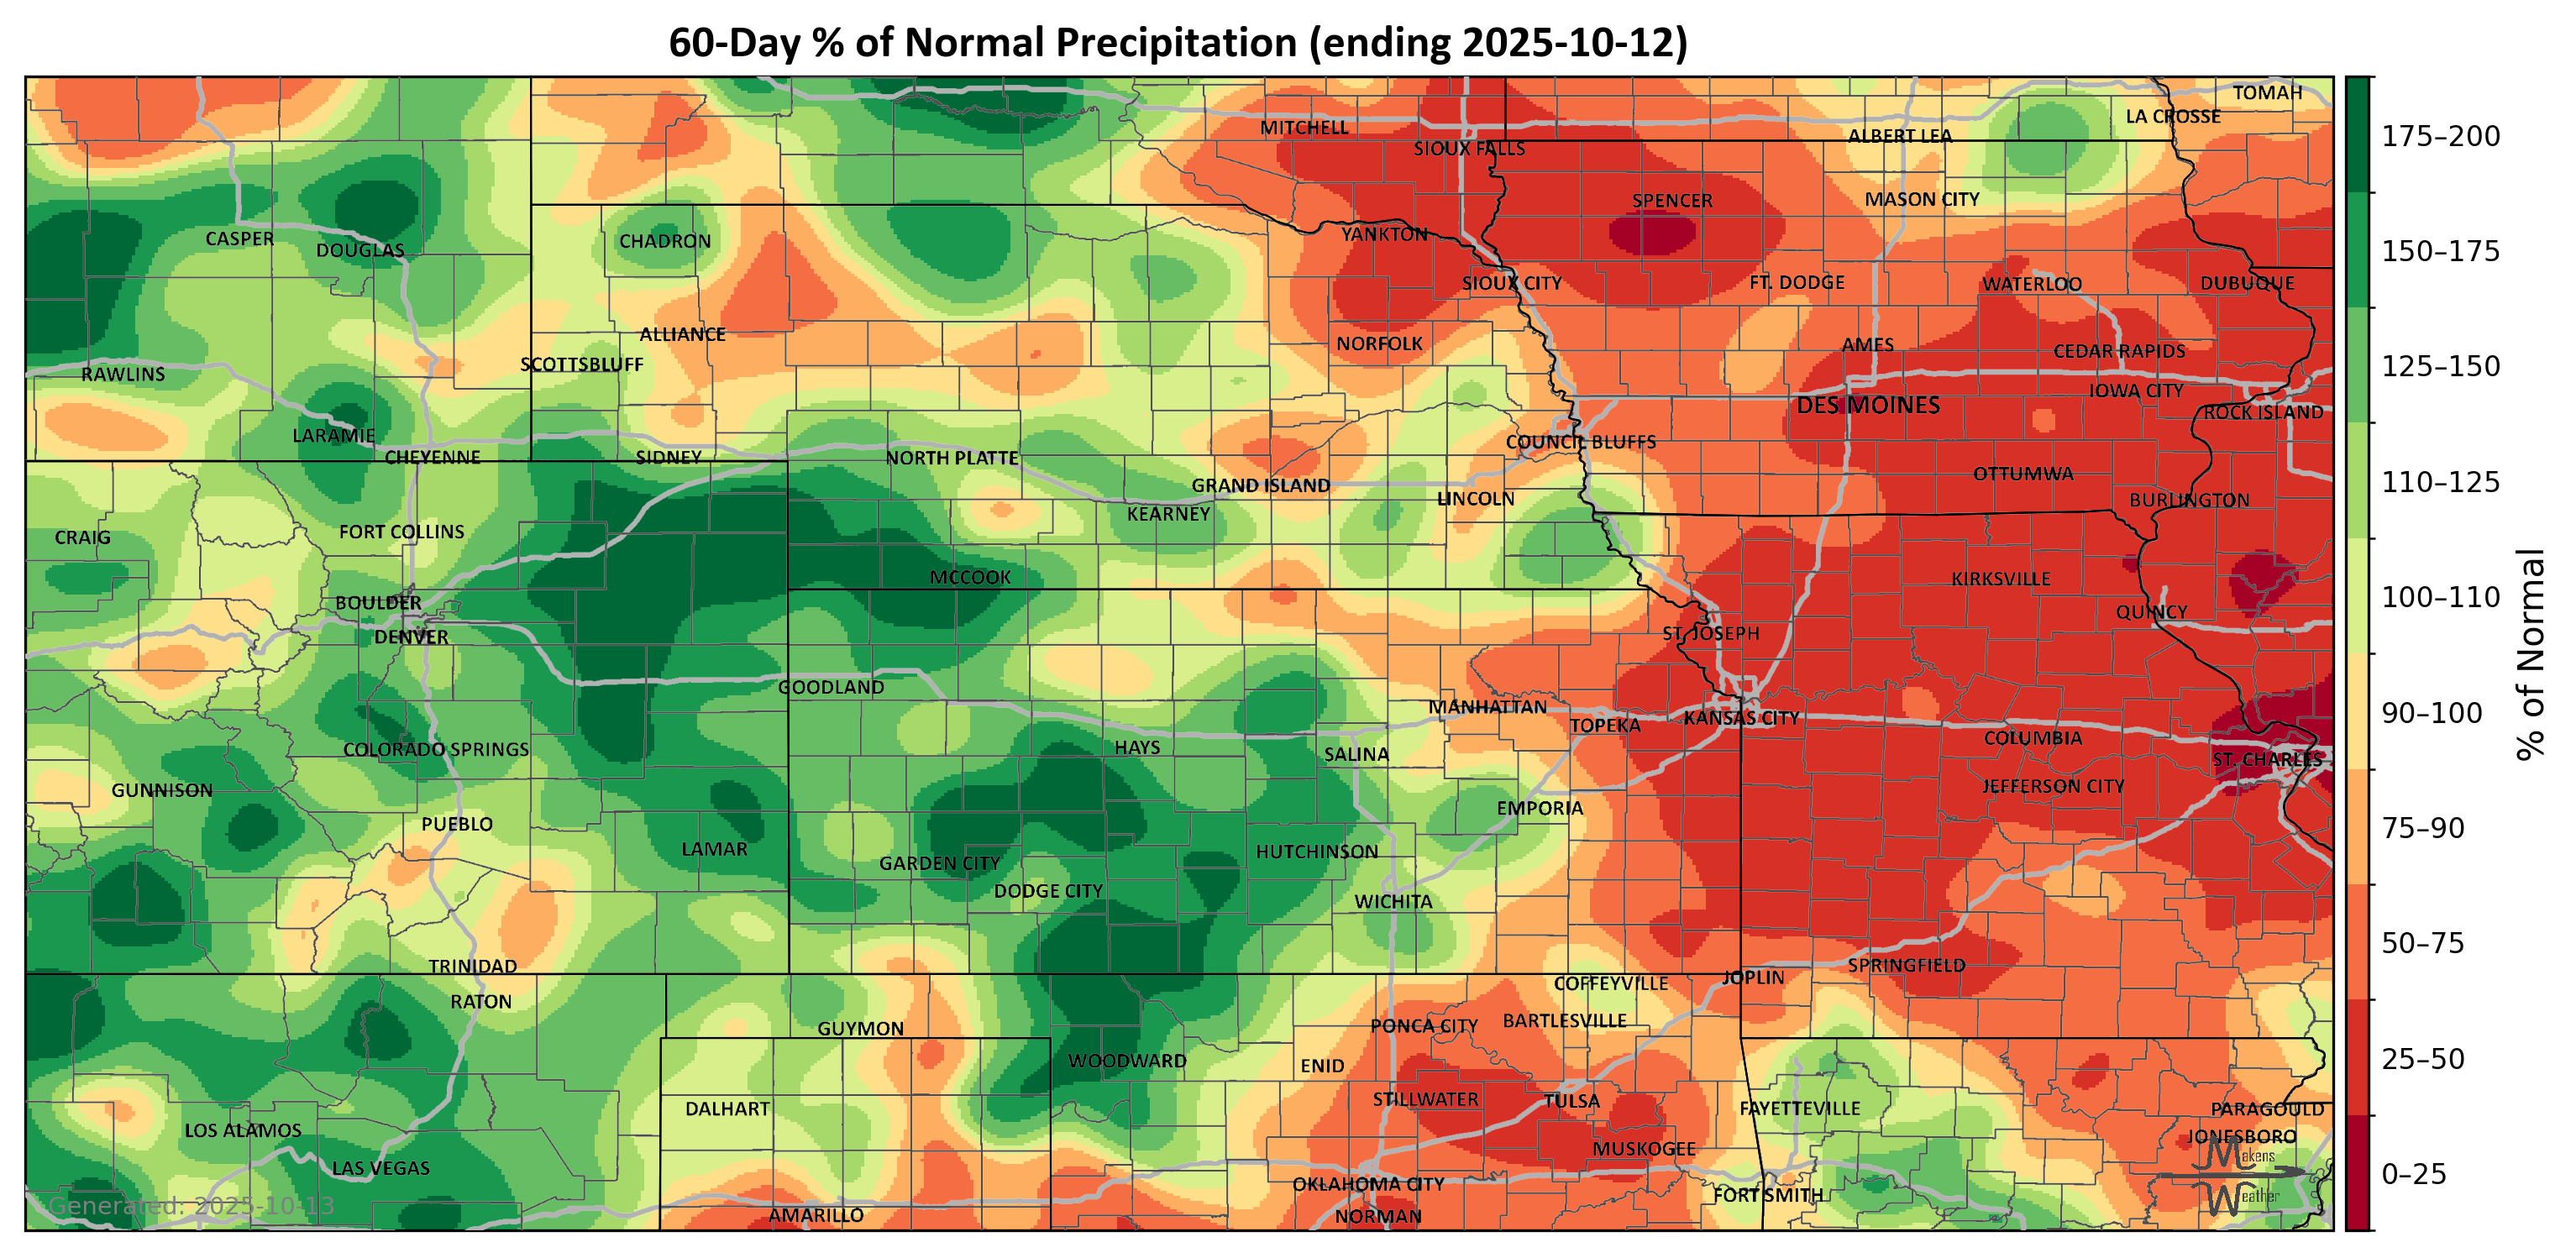 60-Day % of Normal Precipitation (ending 2025-10-12)
TOMAH
LA CROSSE
MITCHELL
ALBERT LEA
SIOUX FALLS
SPENCER
MASON CITY
CASPER
DOUGLAS
CHADRON
YANKTON
SIOUX CITY
FT. DODGE
WATERLOO
DUBUQUE
ALLIANCE
NORFOLK
AMES
CEDAR RAPIDS
SCOTTSBLUFF
RAWLINS
IOWA CITY
DES MOINES
ROCK ISLAND
LARAMIE
COUNCIL BLUFFS
CHEYENNE
SIDNEY
NORTH PLATTE
OTTUMWA
GRAND ISLAND
LINCOLN
BURLINGTON
KEARNEY
FORT COLLINS
CRAIG
MCCOOK
KIRKSVILLE
BOULDER
QUINCY
DENVER
ST. JOSEPH
GOODLAND
MANHATTAN
TOPEKA
KANSAS CITY
COLUMBIA
COLORADO SPRINGS
HAYS
SALINA
ST. CHARLES
GUNNISON
JEFFERSON CITY
EMPORIA
PUEBLO
LAMAR
GARDEN CITY
HUTCHINSON
DODGE CITY
WICHITA
TRINIDAD
SPRINGFIELD
JOPLIN
COFFEYVILLE
RATON
GUYMON
PONCA CITY
BARTLESVILLE
WOODWARD
ENID
DALHART
STILLWATER
TULSA
FAYETTEVILLE
PARAGOULD
LOS ALAMOS
JONESBORO
MUSKOGEE
LAS VEGAS
OKLAHOMA CITY
FORT SMITH
AMARILLO
NORMAN
Generated: 2025-10-13
Makens
Weather
175–200
150–175
125–150
110–125
100–110
90–100
75–90
50–75
25–50
0–25
% of Normal